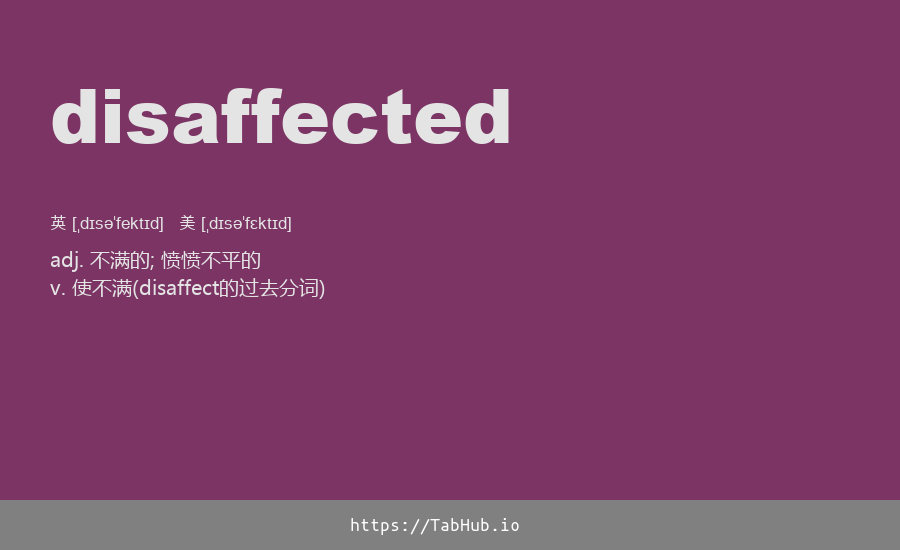 disaffected
英 [ˌdɪsəˈfektɪd] 美 [ˌdɪsəˈfɛktɪd]
adj. 不满的; 愤愤不平的
v. 使不满(disaffect的过去分词)
https://TabHub.io